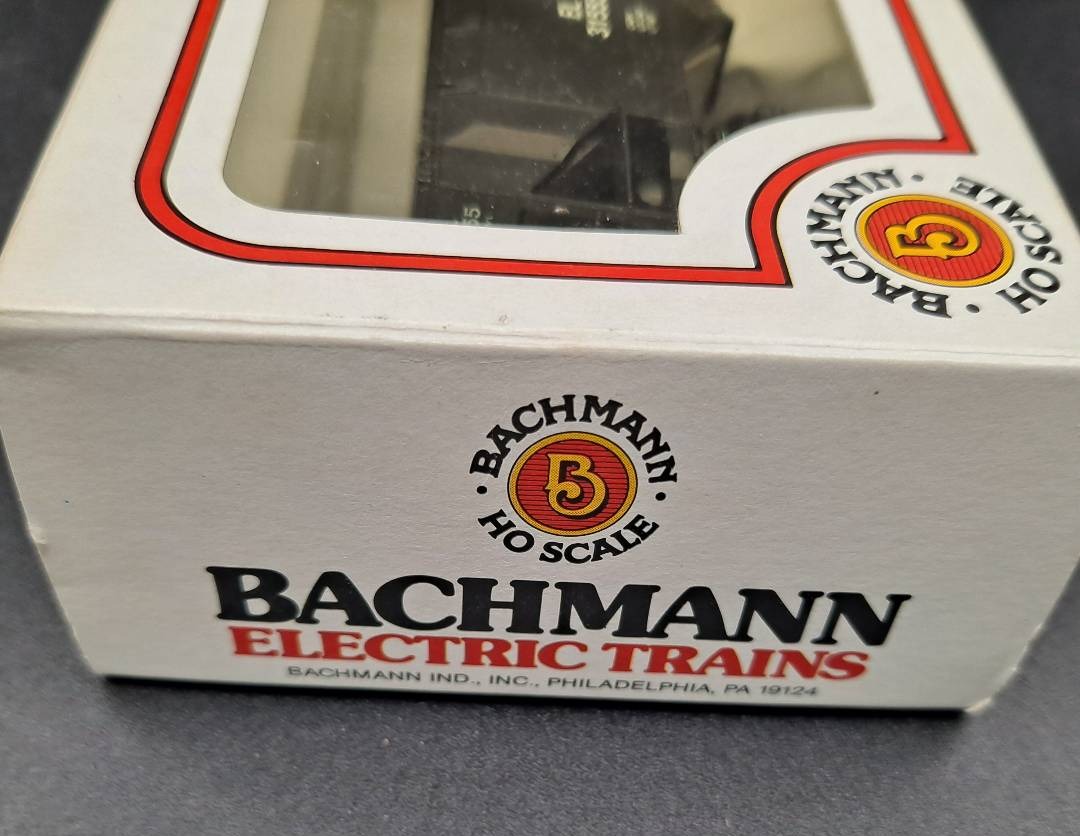 BACHMANN
HO SCALE
B
BACHMANN
HO SCALE
B
BACHMANN
ELECTRIC TRAINS
BACHMANN IND., INC., PHILADELPHIA, PA 19124